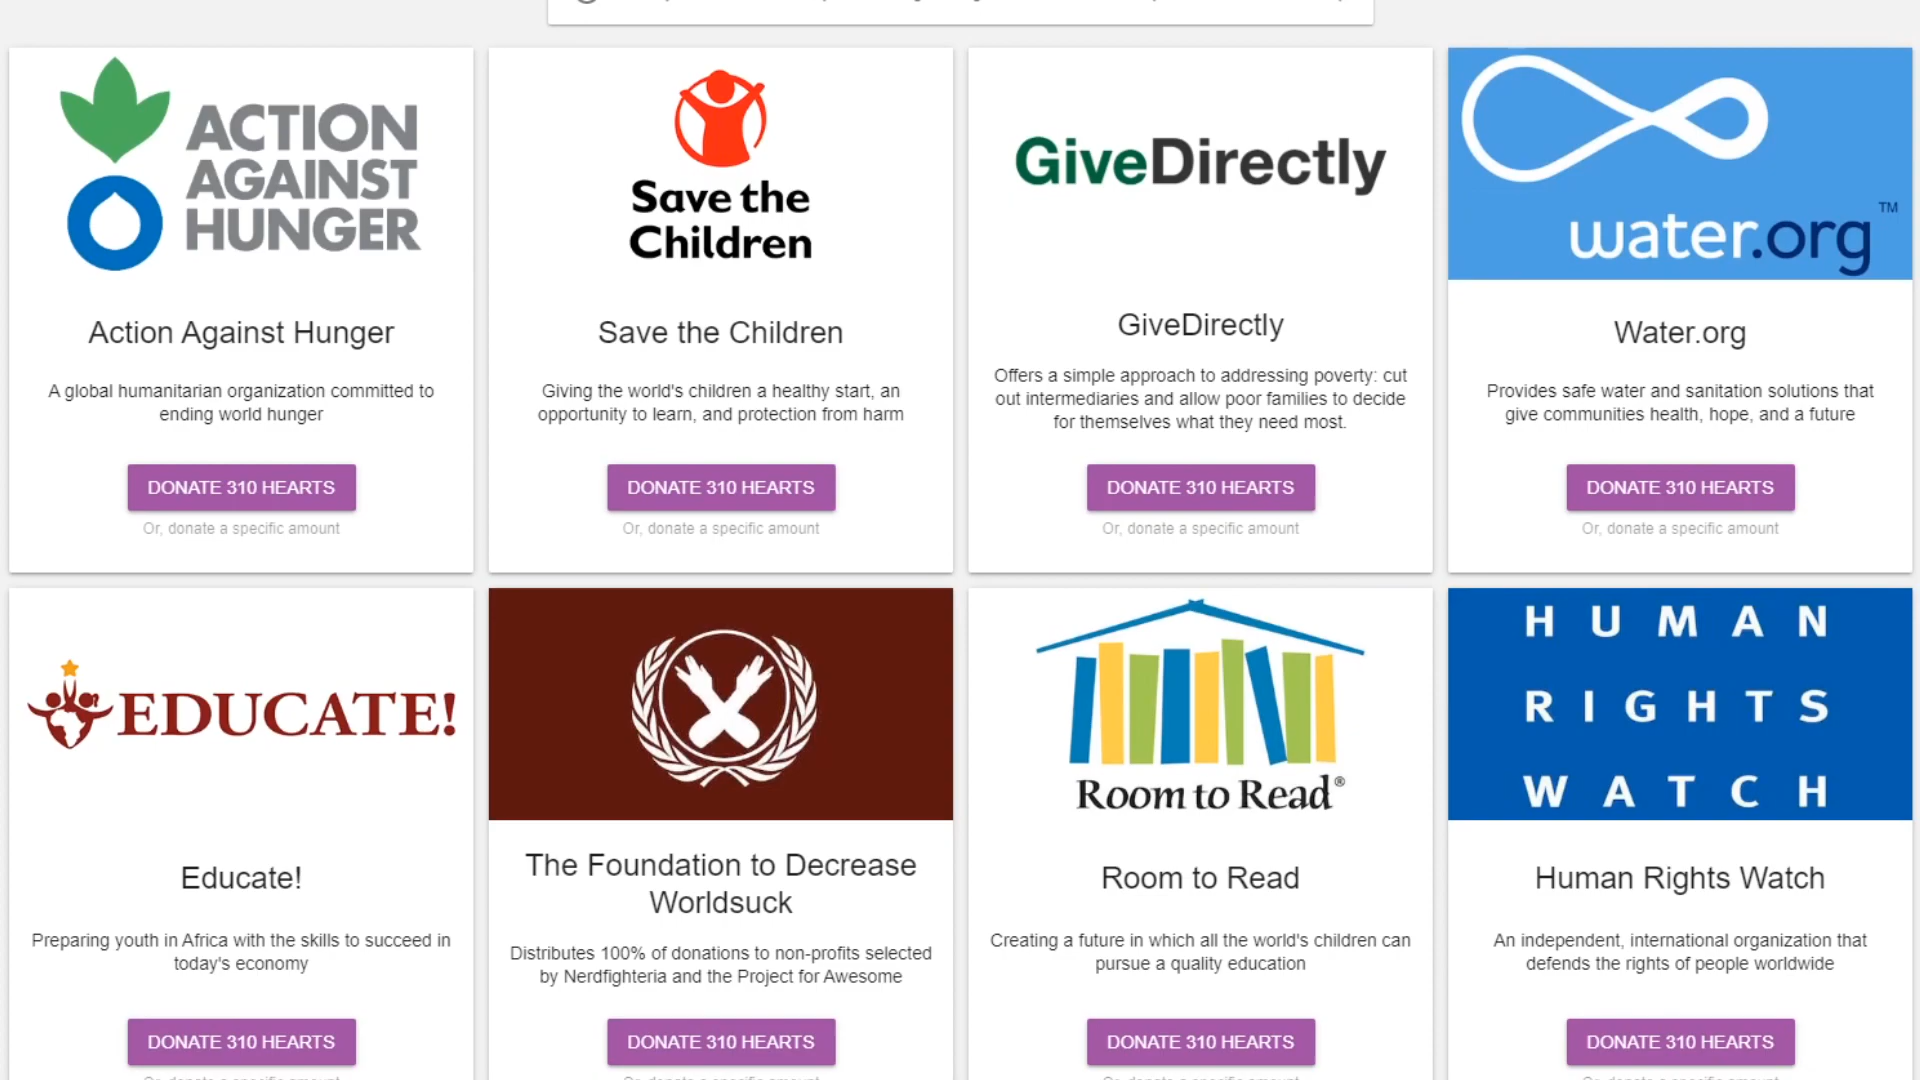 ACTION
AGAINST
HUNGER
Action Against Hunger
A global humanitarian organization committed to
ending world hunger
DONATE 310 HEARTS
Or, donate a specific amount
Save the
Children
Save the Children
Giving the world's children a healthy start, an
opportunity to learn, and protection from harm
DONATE 310 HEARTS
Or, donate a specific amount
GiveDirectly
GiveDirectly
Offers a simple approach to addressing poverty: cut
out intermediaries and allow poor families to decide
for themselves what they need most.
DONATE 310 HEARTS
Or, donate a specific amount
water.org™
Water.org
Provides safe water and sanitation solutions that
give communities health, hope, and a future
DONATE 310 HEARTS
Or, donate a specific amount
EDUCATE!
Educate!
Preparing youth in Africa with the skills to succeed in
today's economy
DONATE 310 HEARTS
The Foundation to Decrease
Worldsuck
Distributes 100% of donations to non-profits selected
by Nerdfighteria and the Project for Awesome
DONATE 310 HEARTS
Room to Read®
Room to Read
Creating a future in which all the world's children can
pursue a quality education
DONATE 310 HEARTS
HUMAN
RIGHTS
WATCH
Human Rights Watch
An independent, international organization that
defends the rights of people worldwide
DONATE 310 HEARTS